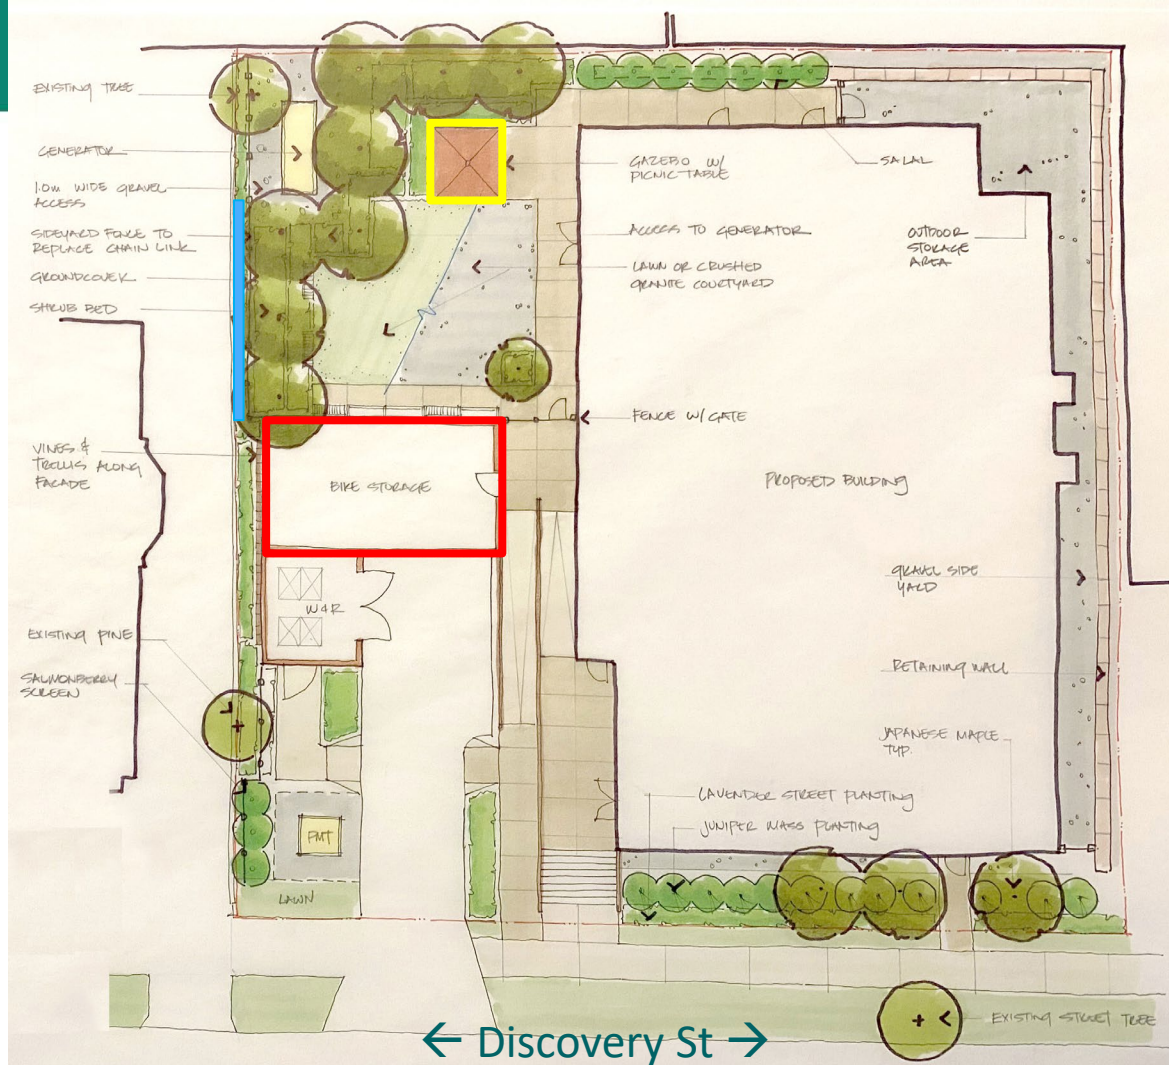 EXISTING TREE
GENERATOR
1.0m WIDE GRAVEL
ACCESS
SIDEYARD FENCE TO
REPLACE CHAIN LINK
GROUNDCOVER
SHRUB BED
VINES &
TRELLIS ALONG
FACADE
EXISTING PINE
SALMONBERRY
SCREEN
GAZEBO W/
PICNIC TABLE
SALAL
ACCESS TO GENERATOR
OUTDOOR
STORAGE
AREA
LAWN OR CRUSHED
GRANITE COURTYARD
FENCE W/ GATE
BIKE STORAGE
PROPOSED BUILDING
W&R
GRAVEL SIDE
YARD
RETAINING WALL
JAPANESE MAPLE
TYP.
LAVENDER STREET PLANTING
JUNIPER MASS PLANTING
PMT
LAWN
EXISTING STREET TREE
← Discovery St →